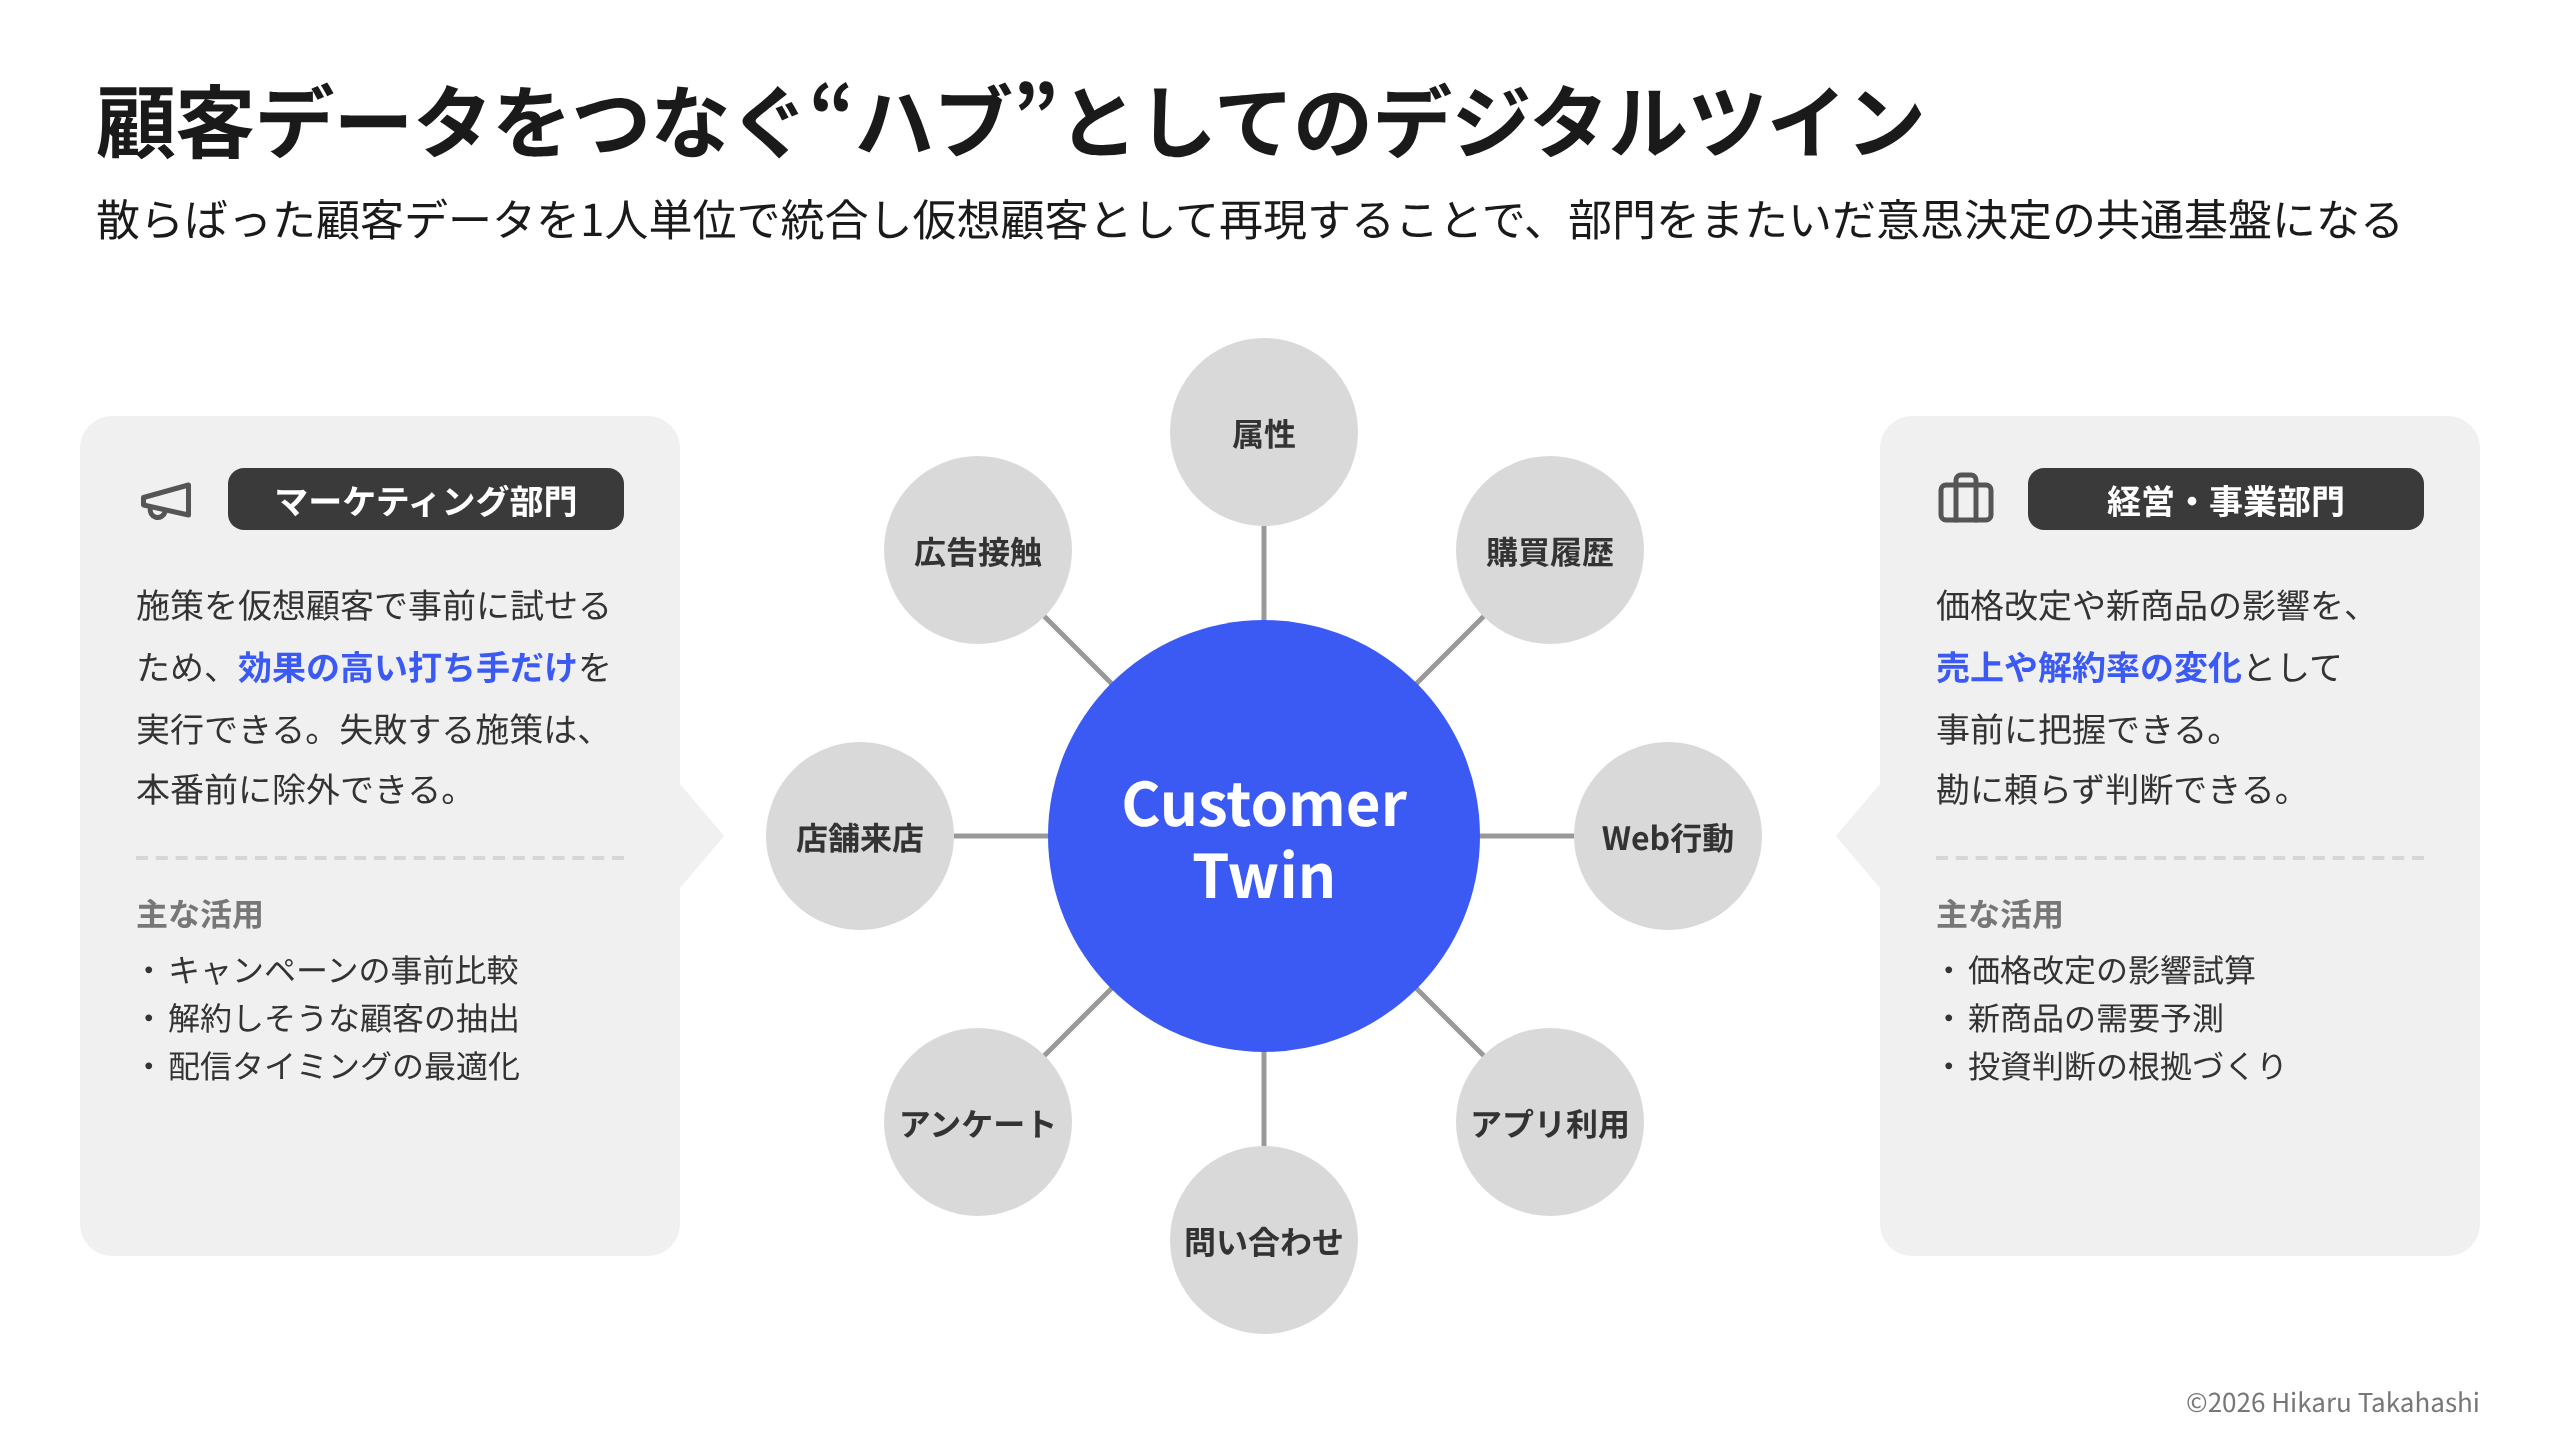 顧客データをつなぐ“ハブ”としてのデジタルツイン
散らばった顧客データを1人単位で統合し仮想顧客として再現することで、部門をまたいだ意思決定の共通基盤になる
マーケティング部門
施策を仮想顧客で事前に試せる
ため、効果の高い打ち手だけを
実行できる。失敗する施策は、
本番前に除外できる。
主な活用
・キャンペーンの事前比較
・解約しそうな顧客の抽出
・配信タイミングの最適化
属性
広告接触
購買履歴
店舗来店
Customer
Twin
Web行動
アンケート
アプリ利用
問い合わせ
経営・事業部門
価格改定や新商品の影響を、
売上や解約率の変化として
事前に把握できる。
勘に頼らず判断できる。
主な活用
・価格改定の影響試算
・新商品の需要予測
・投資判断の根拠づくり
©2026 Hikaru Takahashi